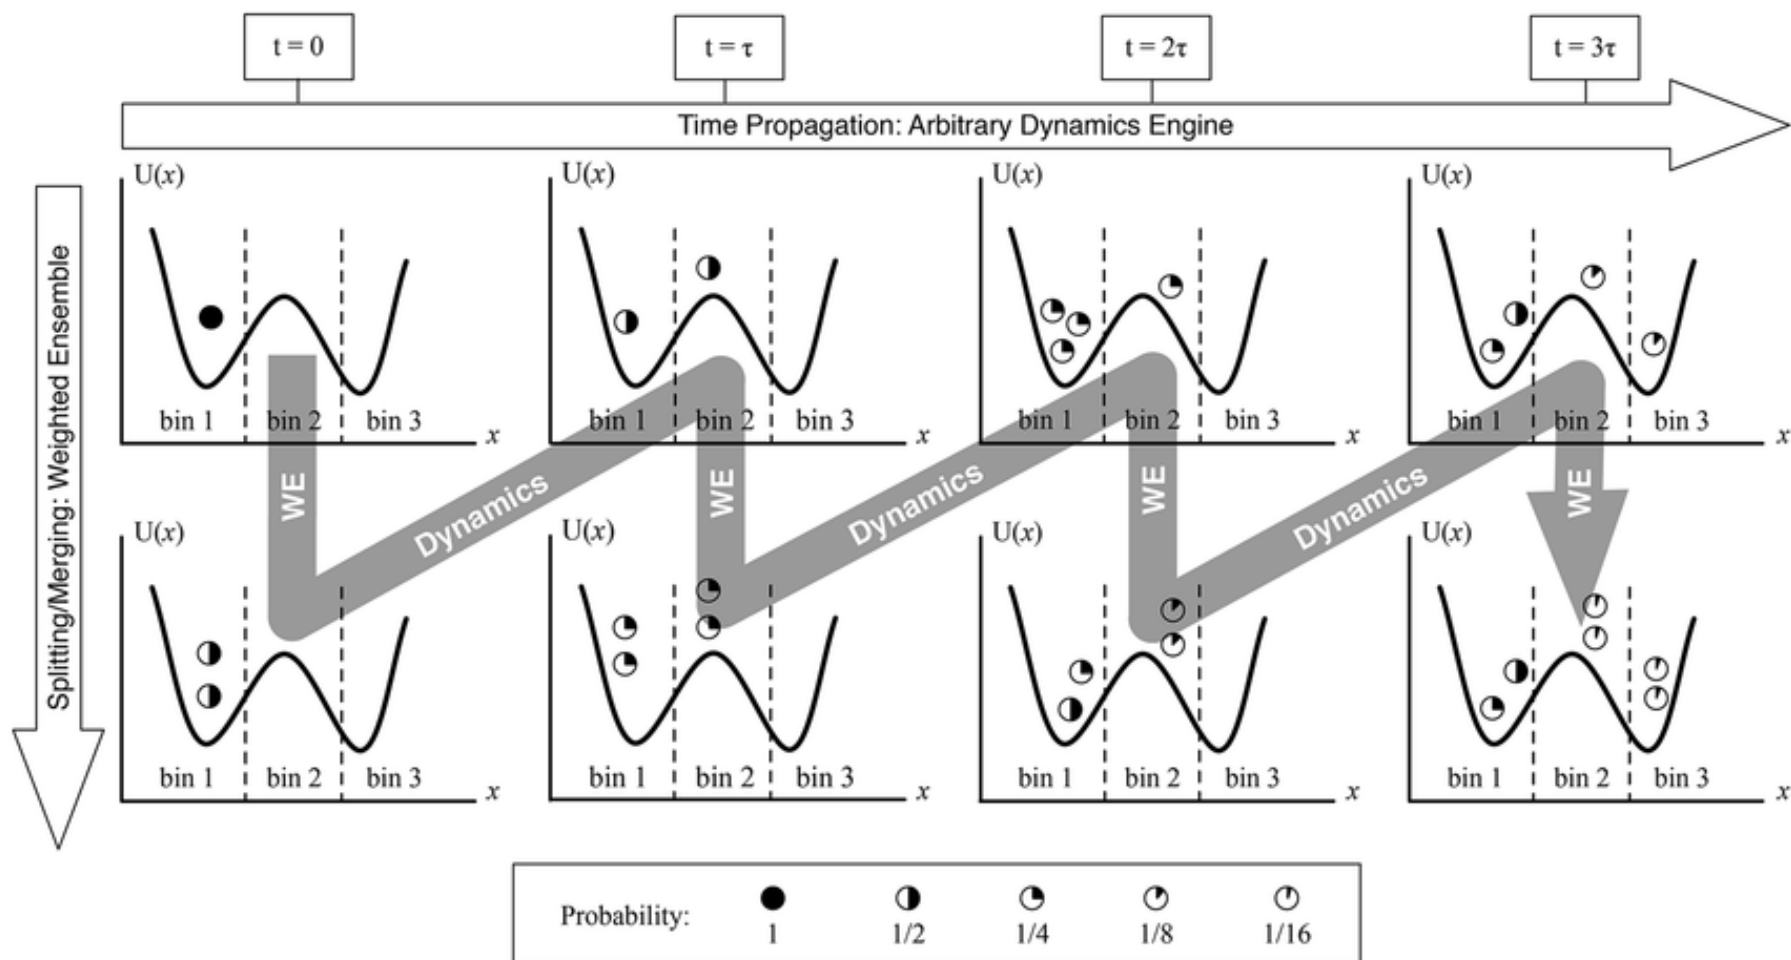 t = 0
t = τ
t = 2τ
t = 3τ
Time Propagation: Arbitrary Dynamics Engine
Splitting/Merging: Weighted Ensemble
U(x)
U(x)
U(x)
U(x)
bin 1 bin 2 bin 3 x
bin 1 bin 2 bin 3 x
bin 1 bin 2 bin 3 x
bin 1 bin 2 bin 3 x
WE
Dynamics
WE
Dynamics
WE
Dynamics
WE
U(x)
U(x)
U(x)
U(x)
bin 1 bin 2 bin 3 x
bin 1 bin 2 bin 3 x
bin 1 bin 2 bin 3 x
bin 1 bin 2 bin 3 x
Probability:
1
1/2
1/4
1/8
1/16